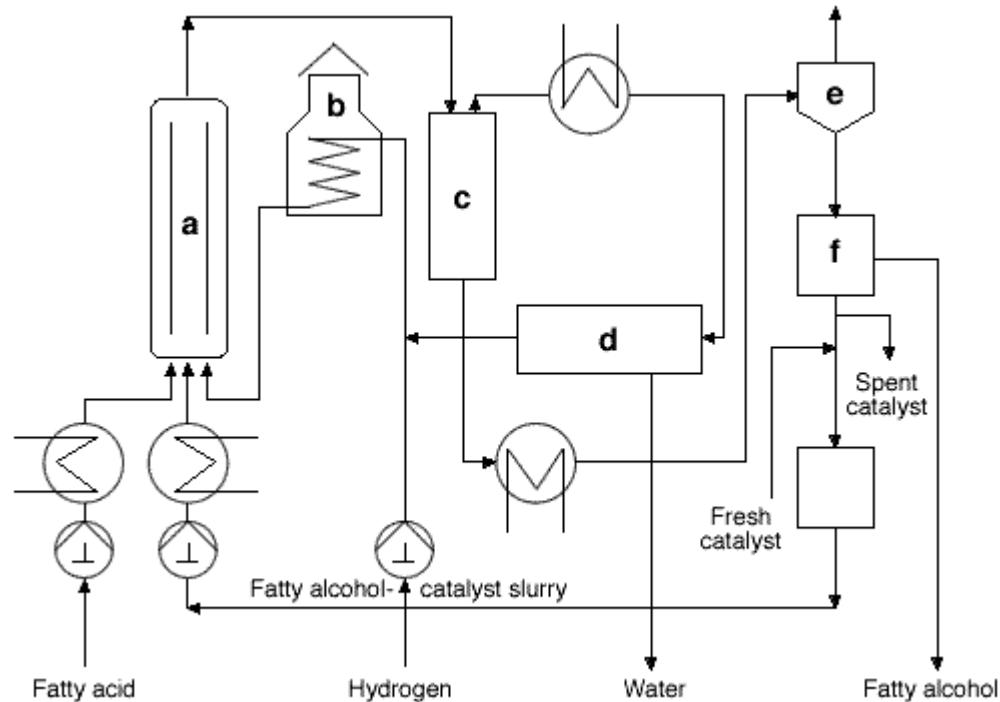 b
e
a
c
f
d
Spent
catalyst
Fresh
catalyst
Fatty alcohol- catalyst slurry
Fatty acid
Hydrogen
Water
Fatty alcohol